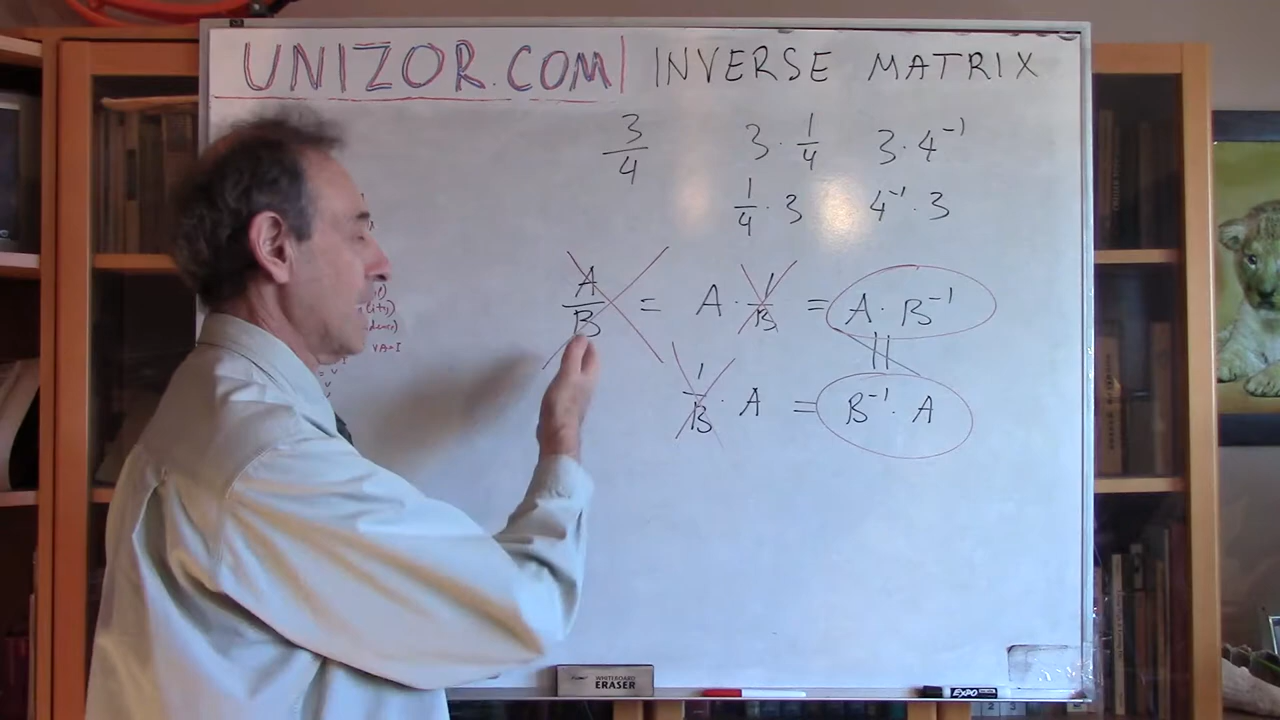 UNIZOR.COM | INVERSE MATRIX
3/4 3 · 1/4 3 · 4⁻¹
1/4 · 3 4⁻¹ · 3
A/B = A · 1/B = A · B⁻¹
1/B · A = B⁻¹ · A
WHITEBOARD
ERASER
EXPO